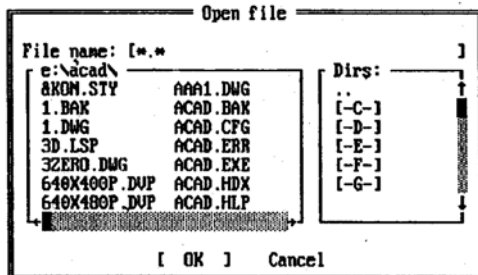 Open file
File name: [*.*]
e:\acad\ Dirs:
&KOM.STY AAA1.DWG ..
1.BAK ACAD.BAK [-C-]
1.DWG ACAD.CFG [-D-]
3D.LSP ACAD.ERR [-E-]
3ZERO.DWG ACAD.EXE [-F-]
640X400P.DVP ACAD.HDX [-G-]
640X480P.DVP ACAD.HLP
[ OK ] Cancel